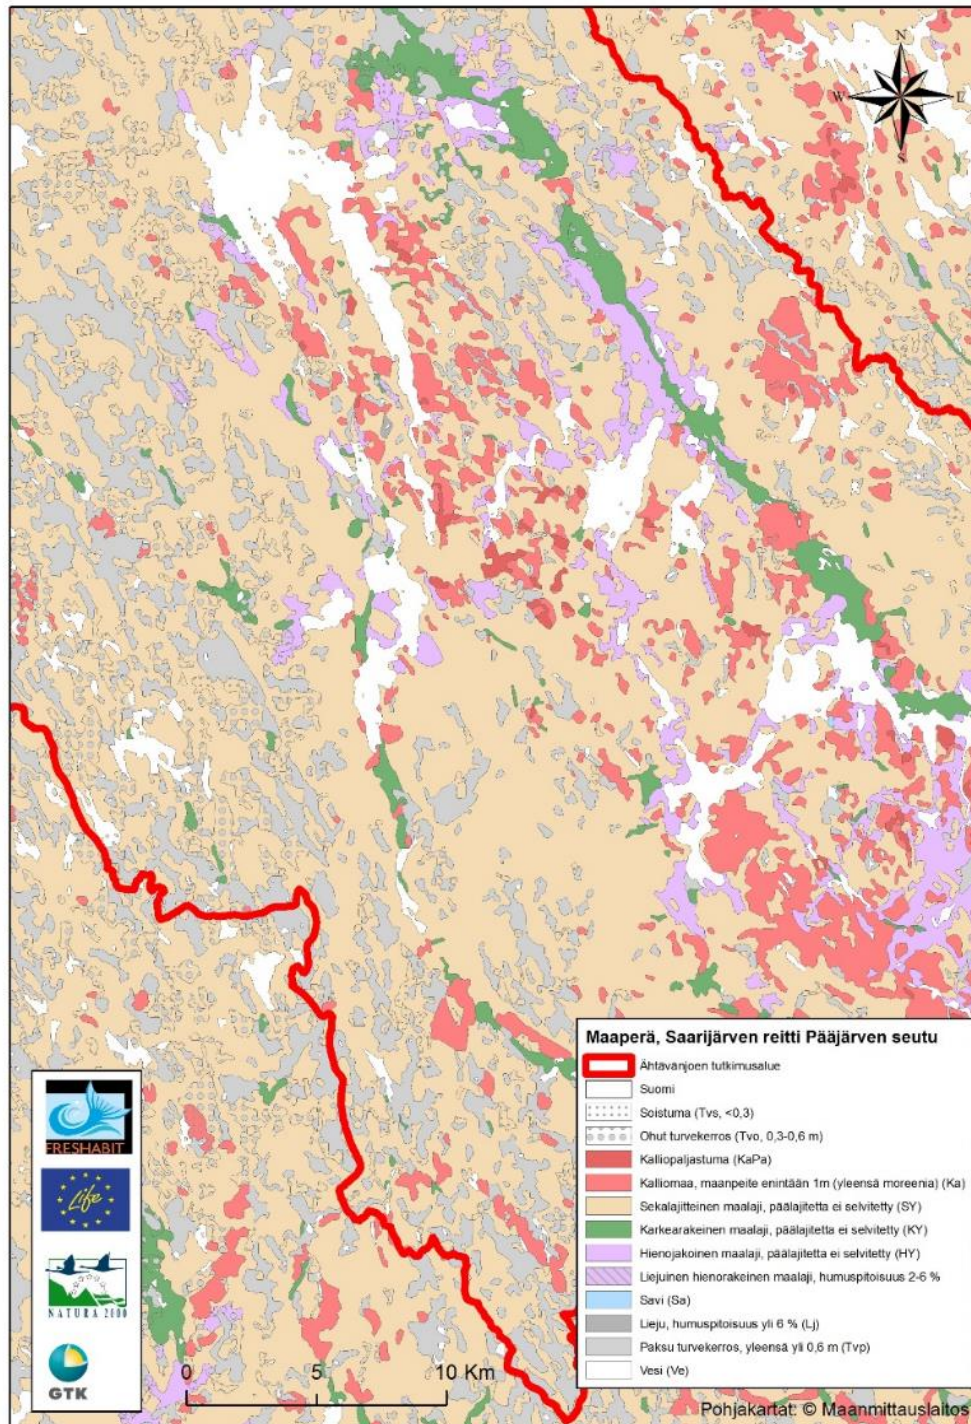 N
W E
S
Maaperä, Saarijärven reitti Pääjärven seutu
Ähtävänjoen tutkimusalue
Suomi
Soistuma (Tvs, <0,3)
Ohut turvekerros (Tvo, 0,3-0,6 m)
Kalliopaljastuma (KaPa)
Kalliomaa, maanpeite enintään 1m (yleensä moreenia) (Ka)
Sekalajitteinen maalaji, päälajitetta ei selvitetty (SY)
Karkearakeinen maalaji, päälajitetta ei selvitetty (KY)
Hienojakoinen maalaji, päälajitetta ei selvitetty (HY)
Liejuinen hienorakeinen maalaji, humuspitoisuus 2-6 %
Savi (Sa)
Lieju, humuspitoisuus yli 6 % (Lj)
Paksu turvekerros, yleensä yli 0,6 m (Tvp)
Vesi (Ve)
FRESHABIT
Life
NATURA 2000
GTK
0 5 10 Km
Pohjakartat: © Maanmittauslaitos